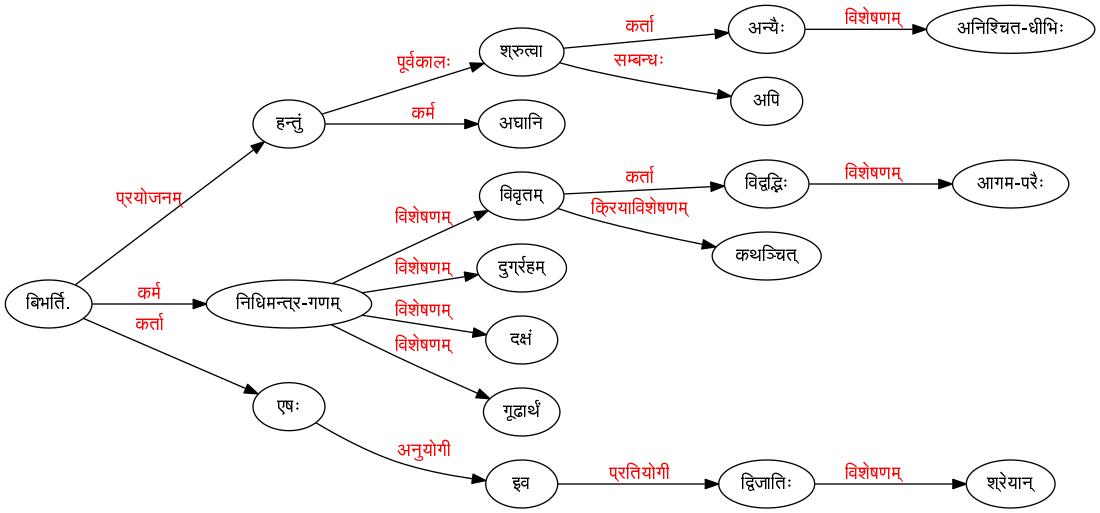 कर्ता
अन्यैः
विशेषणम्
अनिश्चित-धीभिः
पूर्वकालः
श्रुत्वा
सम्बन्धः
अपि
हन्तुं
कर्म
अघानि
प्रयोजनम्
कर्ता
विद्वद्भिः
विशेषणम्
आगम-परैः
विशेषणम्
विवृतम्
क्रियाविशेषणम्
कथञ्चित्
विशेषणम्
दुर्ग्रहम्
बिभर्ति.
कर्म
निधिमन्त्र-गणम्
विशेषणम्
दक्षं
कर्ता
विशेषणम्
गूढार्थं
एषः
अनुयोगी
इव
प्रतियोगी
द्विजातिः
विशेषणम्
श्रेयान्